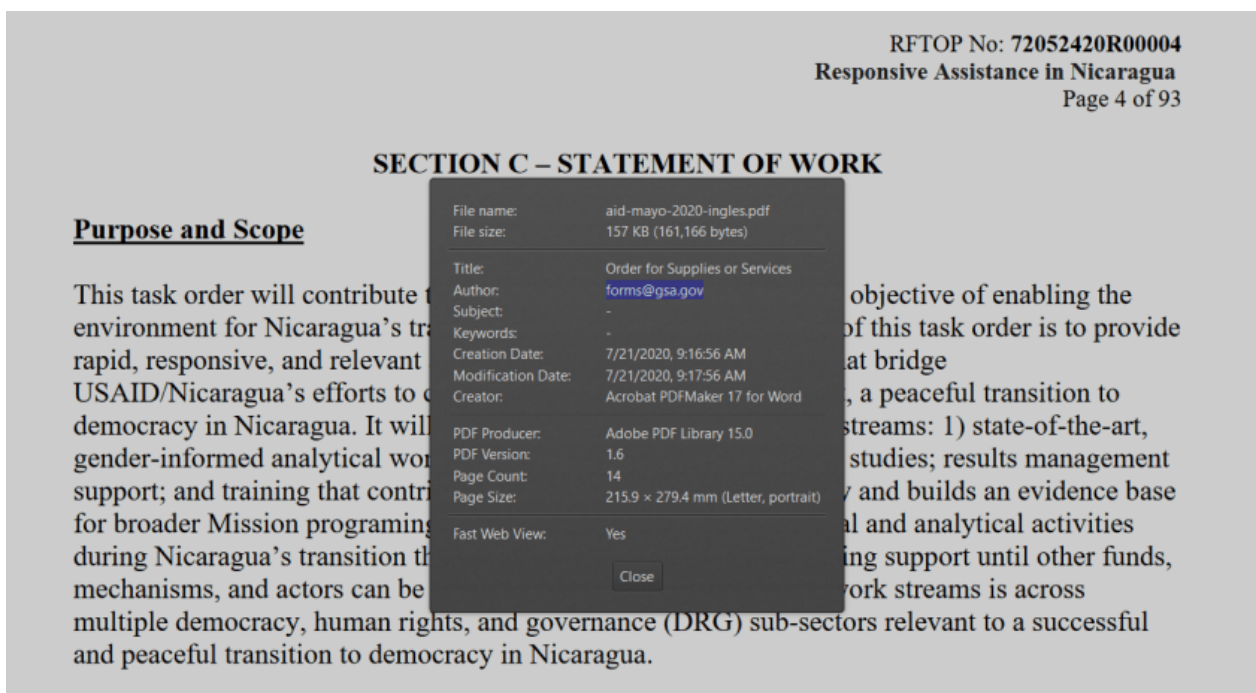 RFTOP No: 72052420R00004
Responsive Assistance in Nicaragua
Page 4 of 93
SECTION C – STATEMENT OF WORK
Purpose and Scope
This task order will contribute objective of enabling the
environment for Nicaragua's of this task order is to provide
rapid, responsive, and relevant bridge
USAID/Nicaragua's efforts to , a peaceful transition to
democracy in Nicaragua. It will streams: 1) state-of-the-art,
gender-informed analytical studies; results management
support; and training that and builds an evidence base
for broader Mission and analytical activities
during Nicaragua's transition support until other funds,
mechanisms, and actors can be streams is across
multiple democracy, human rights, and governance (DRG) sub-sectors relevant to a successful
and peaceful transition to democracy in Nicaragua.
File name: aid-mayo-2020-ingles.pdf
File size: 157 KB (161,166 bytes)
Title: Order for Supplies or Services
Author: forms@gsa.gov
Subject: -
Keywords: -
Creation Date: 7/21/2020, 9:16:56 AM
Modification Date: 7/21/2020, 9:17:56 AM
Creator: Acrobat PDFMaker 17 for Word
PDF Producer: Adobe PDF Library 15.0
PDF Version: 1.6
Page Count: 14
Page Size: 215.9 × 279.4 mm (Letter, portrait)
Fast Web View: Yes
Close